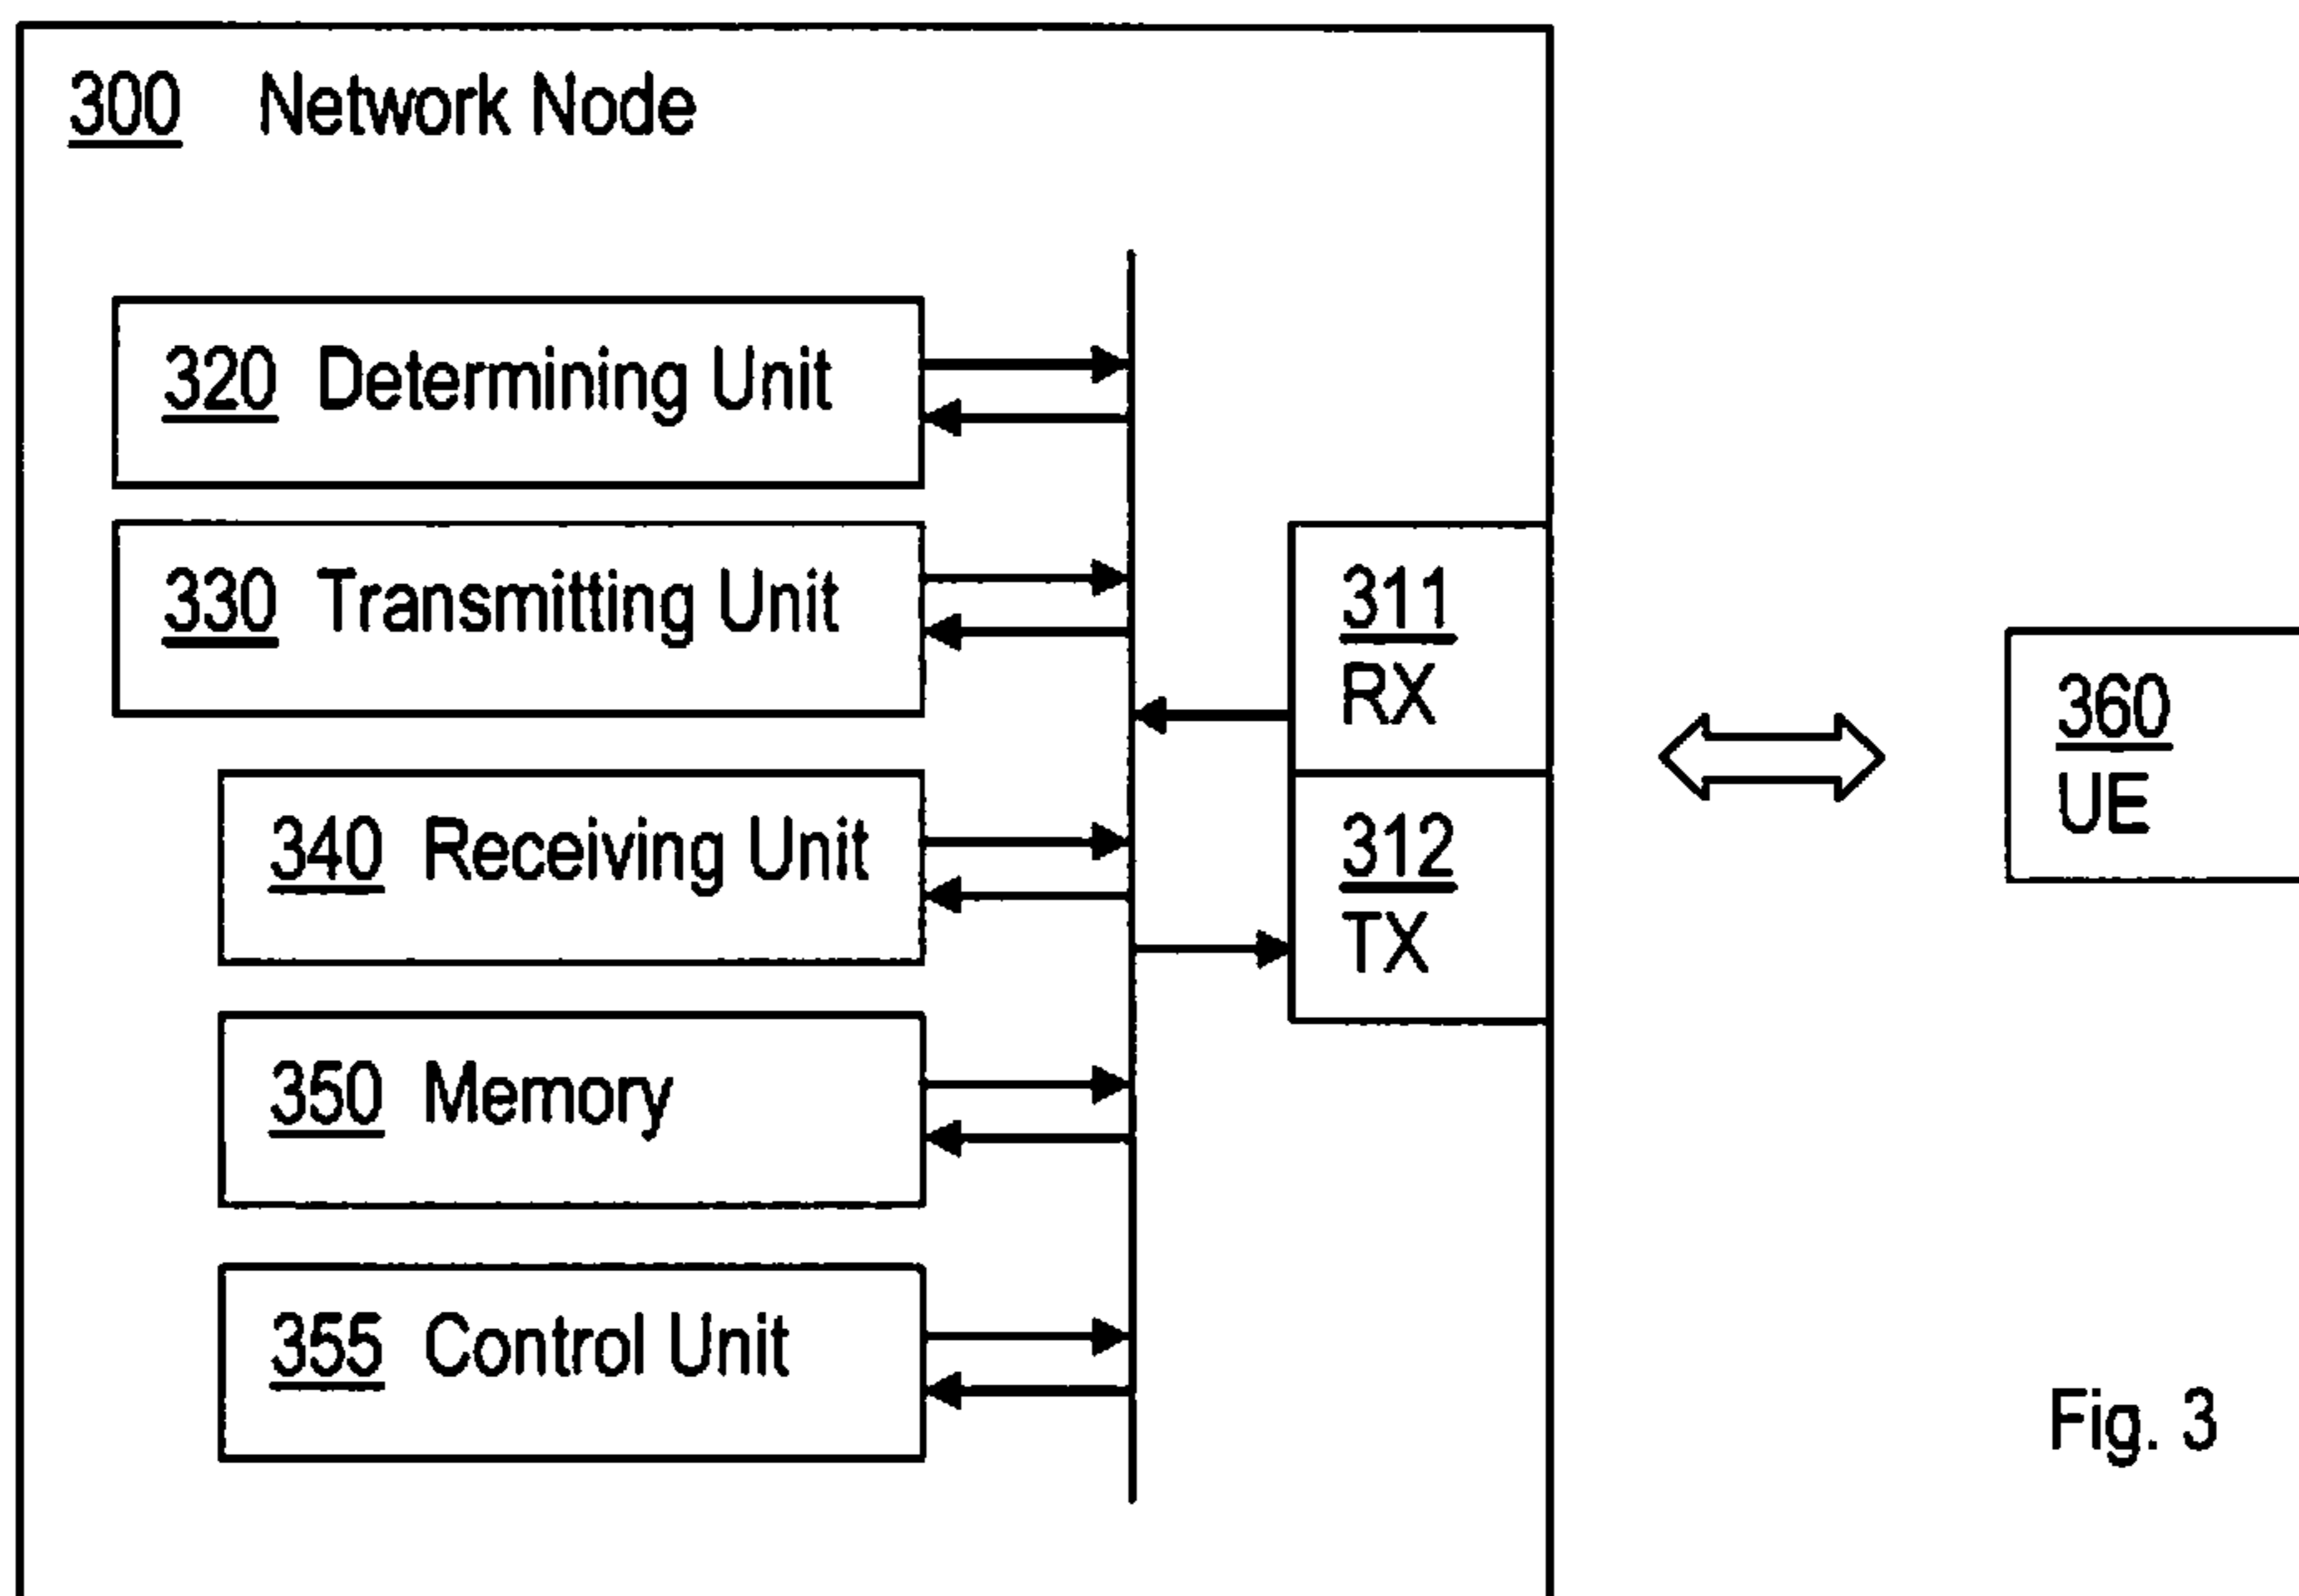 300 Network Node
320 Determining Unit
330 Transmitting Unit
311
RX
340 Receiving Unit
312
TX
360
UE
350 Memory
355 Control Unit
Fig. 3